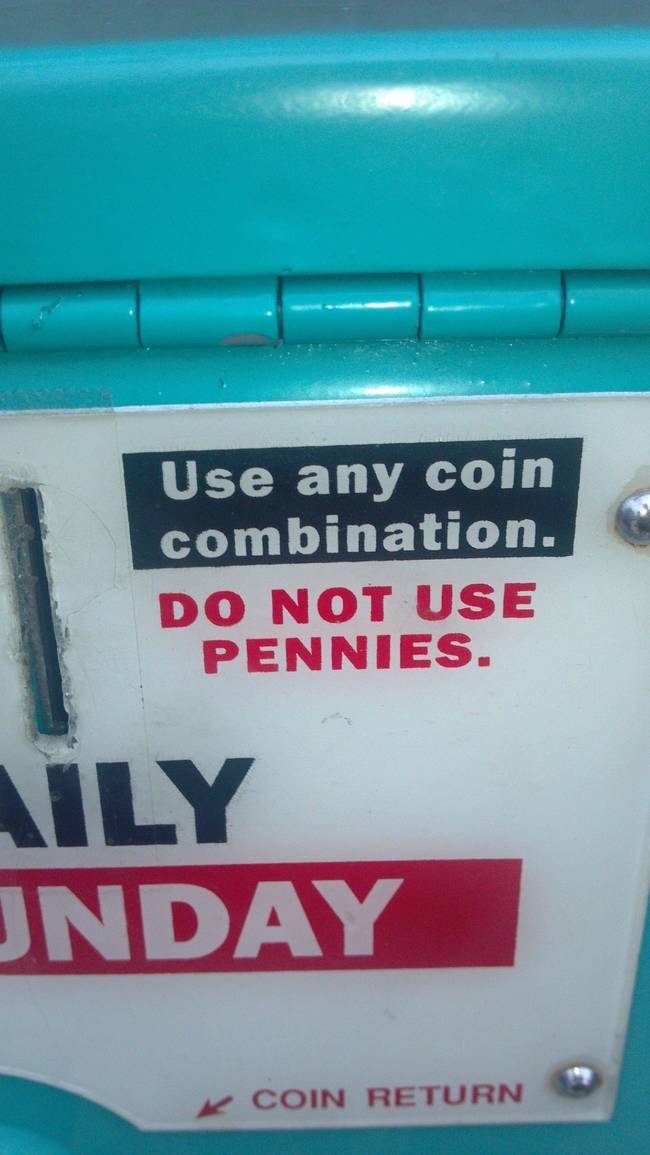 Use any coin
combination.
DO NOT USE
PENNIES.
AILY
UNDAY
COIN RETURN